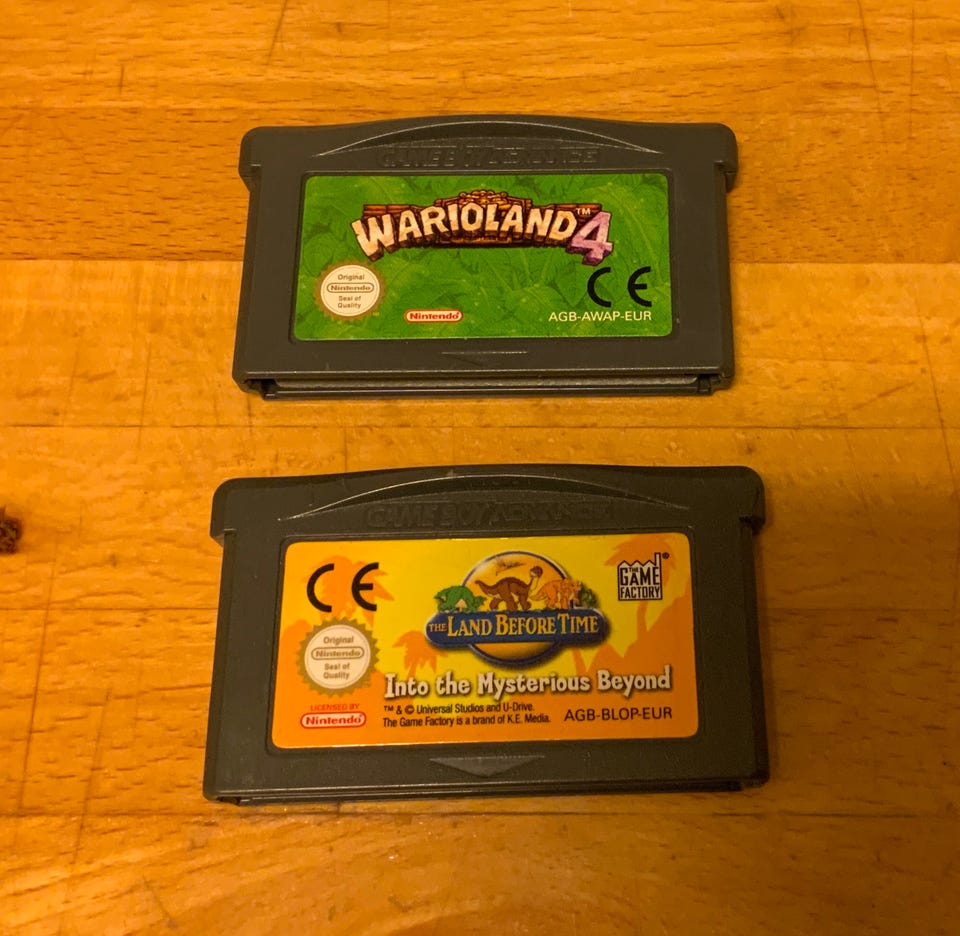 GAME BOY ADVANCE
WARIOLAND 4™
Original
Nintendo
Seal of
Quality
CE
Nintendo®
AGB-AWAP-EUR
GAME BOY ADVANCE
CE
THE
GAME
FACTORY®
THE LAND BEFORE TIME
Original
Nintendo
Seal of
Quality
Into the Mysterious Beyond
LICENSED BY
Nintendo®
™ & © Universal Studios and U-Drive.
The Game Factory is a brand of K.E. Media.
AGB-BLOP-EUR